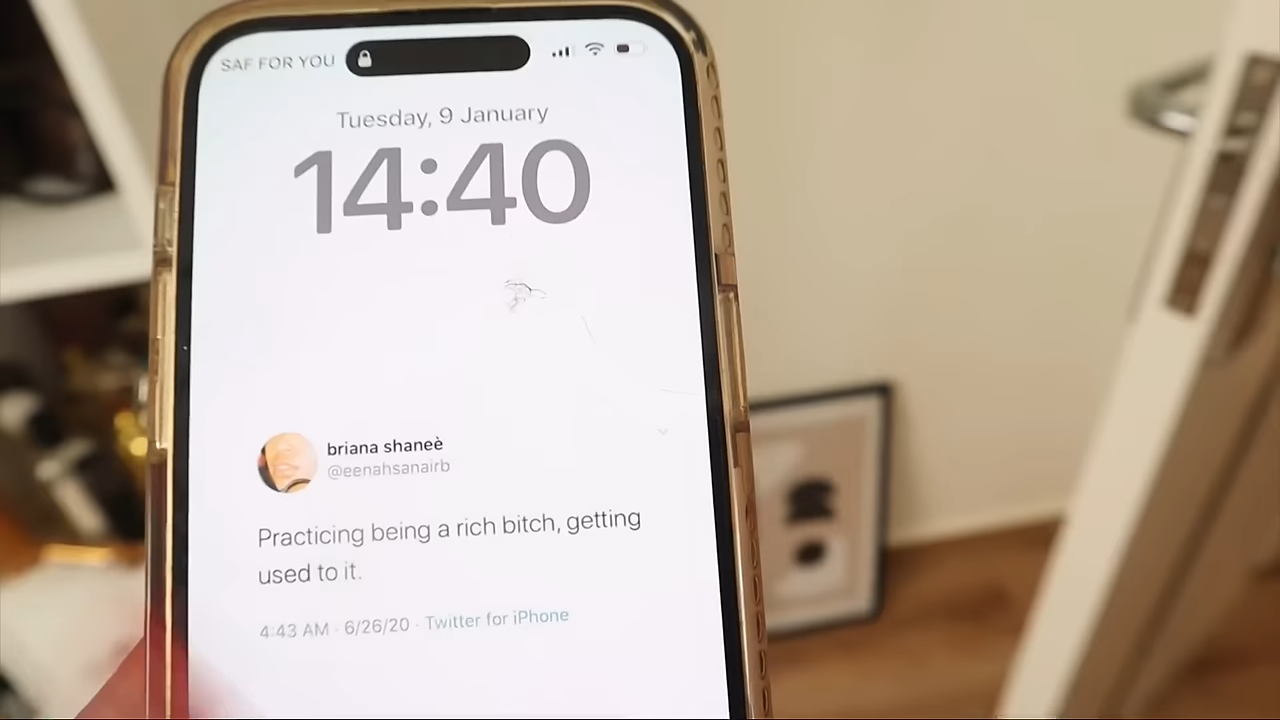 SAF FOR YOU
Tuesday, 9 January
14:40
briana shaneè
@eenahsanairb
Practicing being a rich bitch, getting
used to it.
4:43 AM · 6/26/20 · Twitter for iPhone